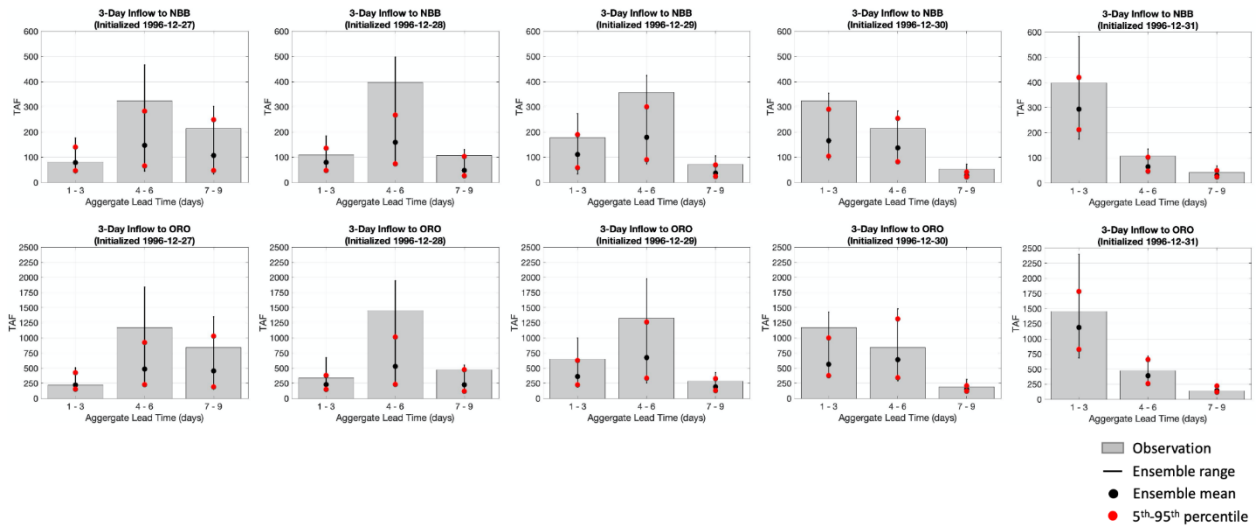 3-Day Inflow to NBB
(Initialized 1996-12-27)
600
500
400
300
200
100
0
TAF
1 - 3
4 - 6
7 - 9
Aggergate Lead Time (days)
3-Day Inflow to NBB
(Initialized 1996-12-28)
600
500
400
300
200
100
0
TAF
1 - 3
4 - 6
7 - 9
Aggergate Lead Time (days)
3-Day Inflow to NBB
(Initialized 1996-12-29)
600
500
400
300
200
100
0
TAF
1 - 3
4 - 6
7 - 9
Aggergate Lead Time (days)
3-Day Inflow to NBB
(Initialized 1996-12-30)
600
500
400
300
200
100
0
TAF
1 - 3
4 - 6
7 - 9
Aggergate Lead Time (days)
3-Day Inflow to NBB
(Initialized 1996-12-31)
600
500
400
300
200
100
0
TAF
1 - 3
4 - 6
7 - 9
Aggergate Lead Time (days)
3-Day Inflow to ORO
(Initialized 1996-12-27)
2500
2250
2000
1750
1500
1250
1000
750
500
250
0
TAF
1 - 3
4 - 6
7 - 9
Aggergate Lead Time (days)
3-Day Inflow to ORO
(Initialized 1996-12-28)
2500
2250
2000
1750
1500
1250
1000
750
500
250
0
TAF
1 - 3
4 - 6
7 - 9
Aggergate Lead Time (days)
3-Day Inflow to ORO
(Initialized 1996-12-29)
2500
2250
2000
1750
1500
1250
1000
750
500
250
0
TAF
1 - 3
4 - 6
7 - 9
Aggergate Lead Time (days)
3-Day Inflow to ORO
(Initialized 1996-12-30)
2500
2250
2000
1750
1500
1250
1000
750
500
250
0
TAF
1 - 3
4 - 6
7 - 9
Aggergate Lead Time (days)
3-Day Inflow to ORO
(Initialized 1996-12-31)
2500
2250
2000
1750
1500
1250
1000
750
500
250
0
TAF
1 - 3
4 - 6
7 - 9
Aggergate Lead Time (days)
Observation
Ensemble range
Ensemble mean
5th-95th percentile